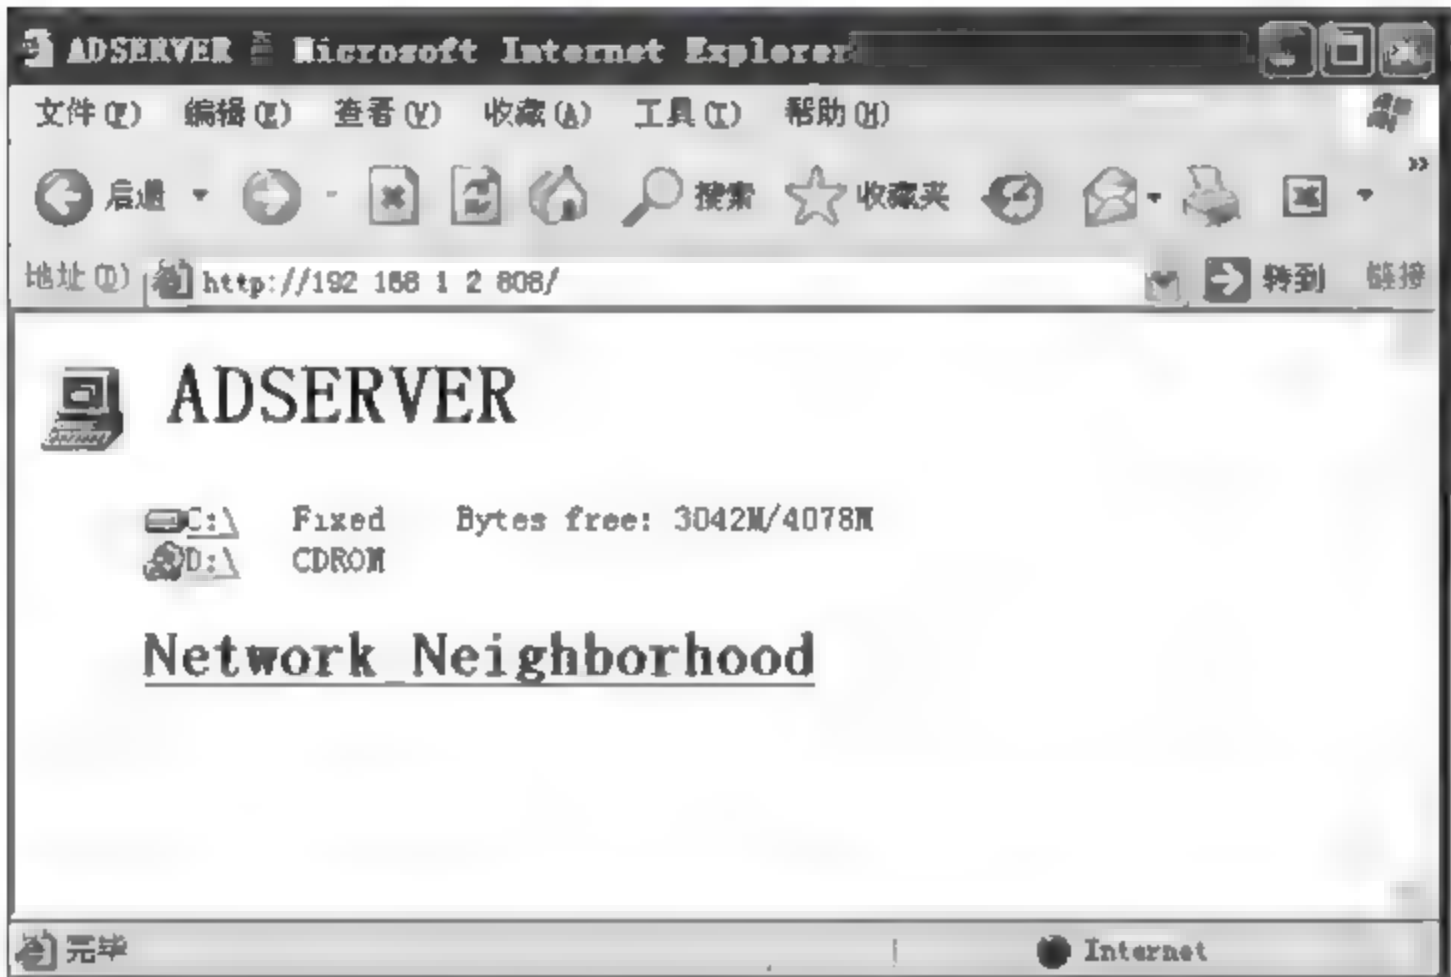 ADSERVER - Microsoft Internet Explorer
文件(F) 编辑(E) 查看(V) 收藏(A) 工具(T) 帮助(H)
后退 搜索 收藏夹 »
地址(D) http://192 168 1 2 808/ 转到 链接
ADSERVER
C:\ Fixed Bytes free: 3042M/4078M
D:\ CDROM
Network_Neighborhood
完毕 Internet